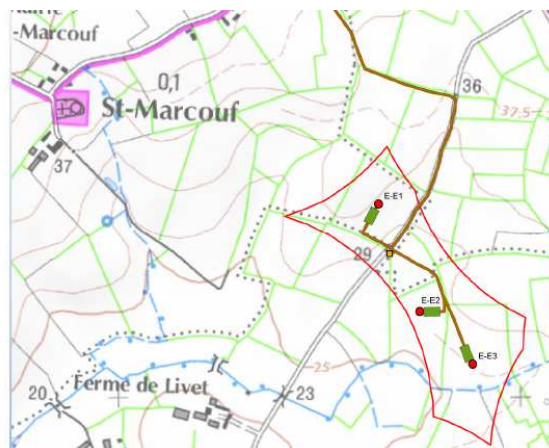 -Marcouf
0,1
St-Marcouf
36
37.5
37
E-E1
29
E-E2
E-E3
25
20
Ferme de Livet
23